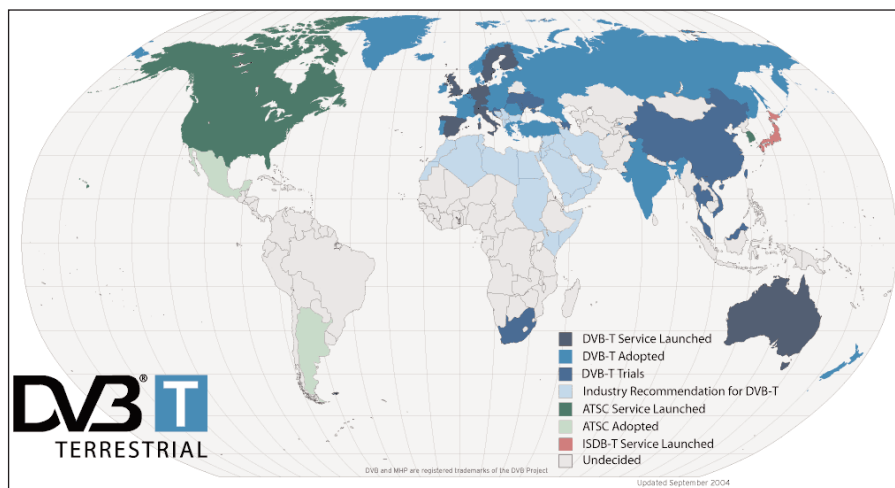 DVB-T Service Launched
DVB-T Adopted
DVB-T Trials
Industry Recommendation for DVB-T
ATSC Service Launched
ATSC Adopted
ISDB-T Service Launched
Undecided
DVB® T
TERRESTRIAL
DVB and MHP are registered trademarks of the DVB Project
Updated September 2004